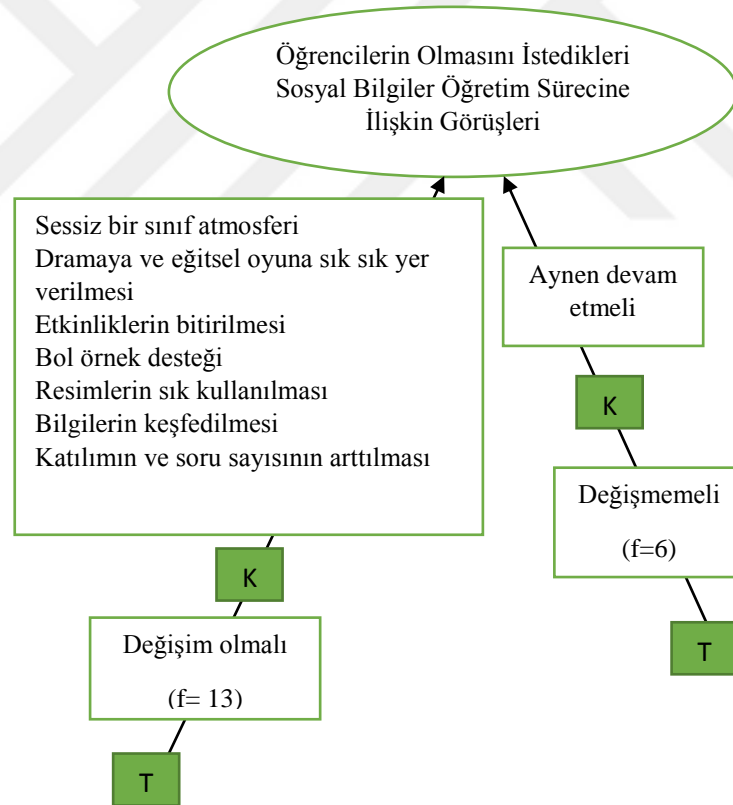 Öğrencilerin Olmasını İstedikleri
Sosyal Bilgiler Öğretim Sürecine
İlişkin Görüşleri
Sessiz bir sınıf atmosferi
Dramaya ve eğitsel oyuna sık sık yer
verilmesi
Etkinliklerin bitirilmesi
Bol örnek desteği
Resimlerin sık kullanılması
Bilgilerin keşfedilmesi
Katılımın ve soru sayısının arttılması
Aynen devam
etmeli
K
Değişmemeli
(f=6)
T
K
Değişim olmalı
(f= 13)
T